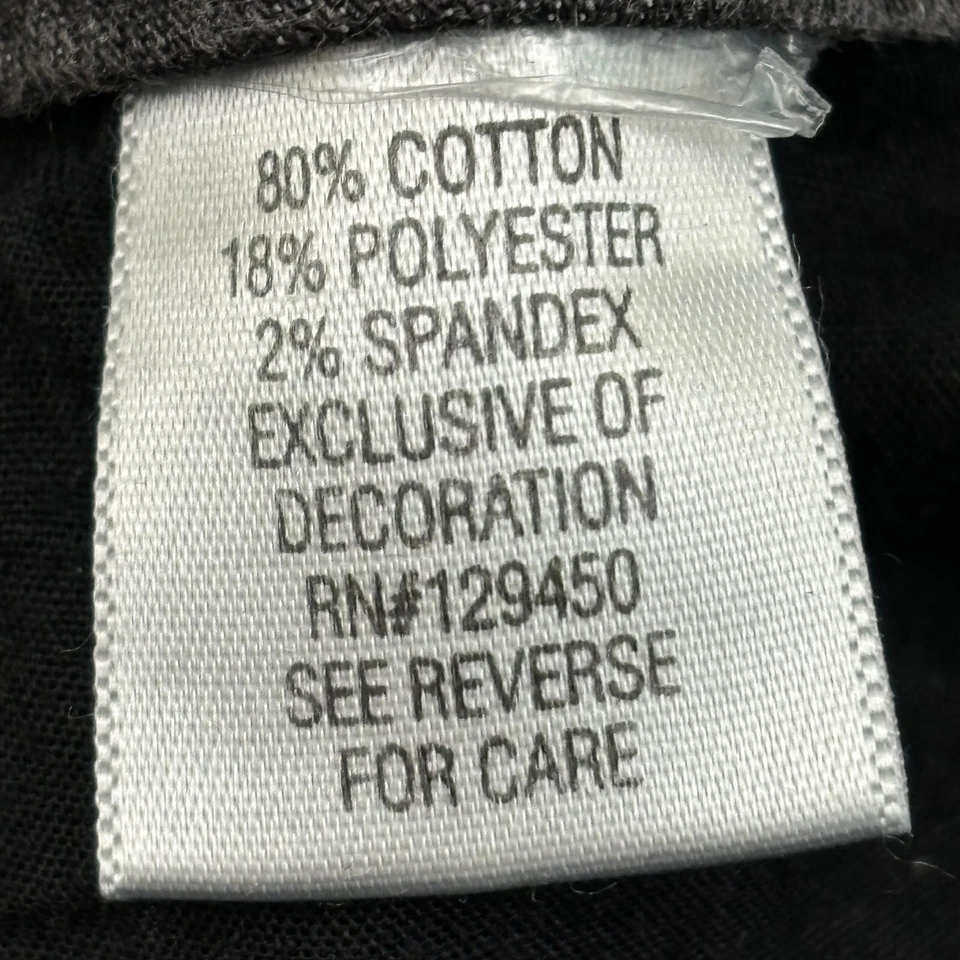 80% COTTON
18% POLYESTER
2% SPANDEX
EXCLUSIVE OF
DECORATION
RN#129450
SEE REVERSE
FOR CARE